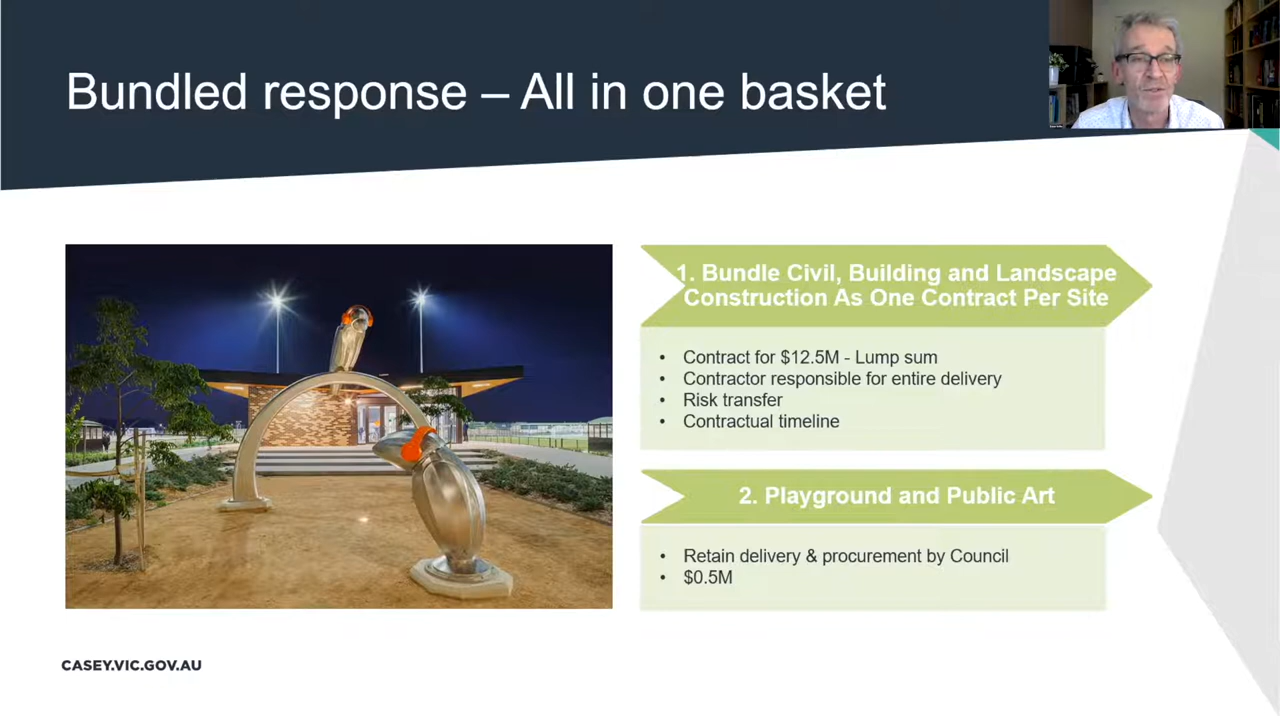 Bundled response – All in one basket
1. Bundle Civil, Building and Landscape
Construction As One Contract Per Site
• Contract for $12.5M - Lump sum
• Contractor responsible for entire delivery
• Risk transfer
• Contractual timeline
2. Playground and Public Art
• Retain delivery & procurement by Council
• $0.5M
CASEY.VIC.GOV.AU